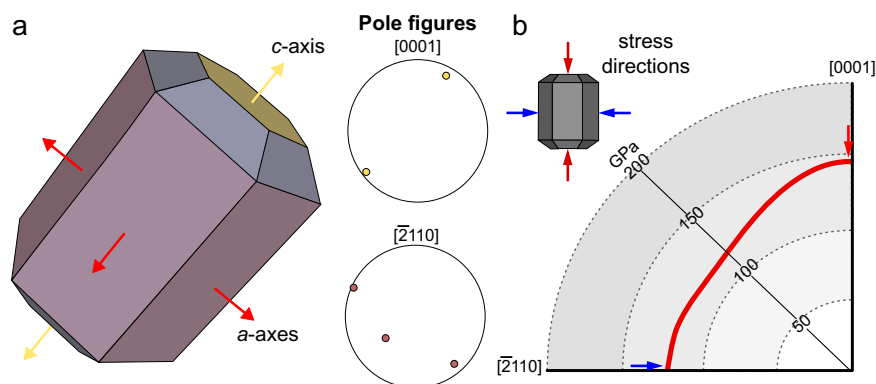 a
c-axis
a-axes
Pole figures
[0001]
[2̅110]
b
stress
directions
[0001]
GPa
200
150
100
50
[2̅110]